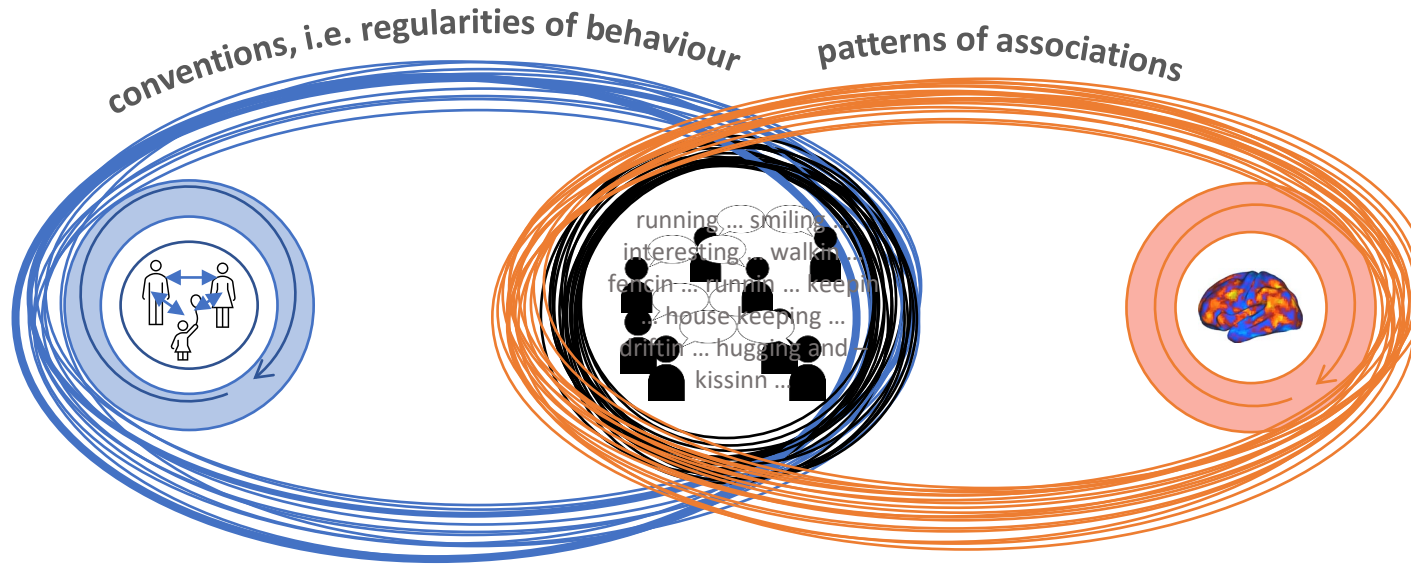 conventions, i.e. regularities of behaviour
patterns of associations
running ... smiling ...
interesting ... walkin ...
fencin ... runnin ... keepin
... house keeping ...
driftin ... hugging and –
kissinn ...